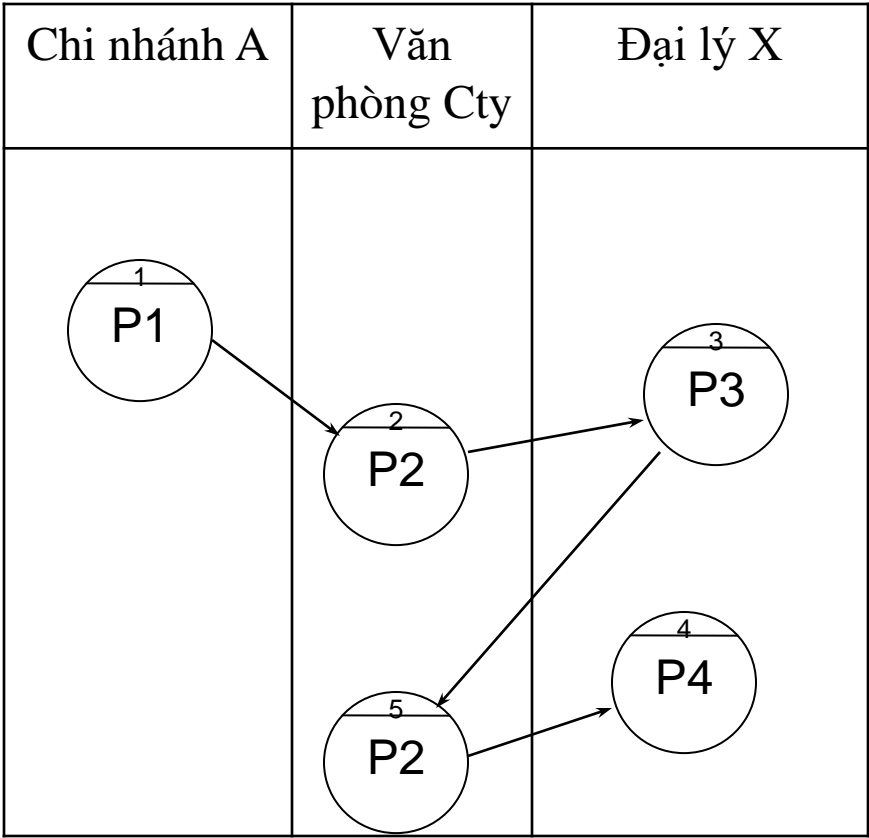 Chi nhánh A
Văn
phòng Cty
Đại lý X
1
P1
3
P3
2
P2
4
P4
5
P2